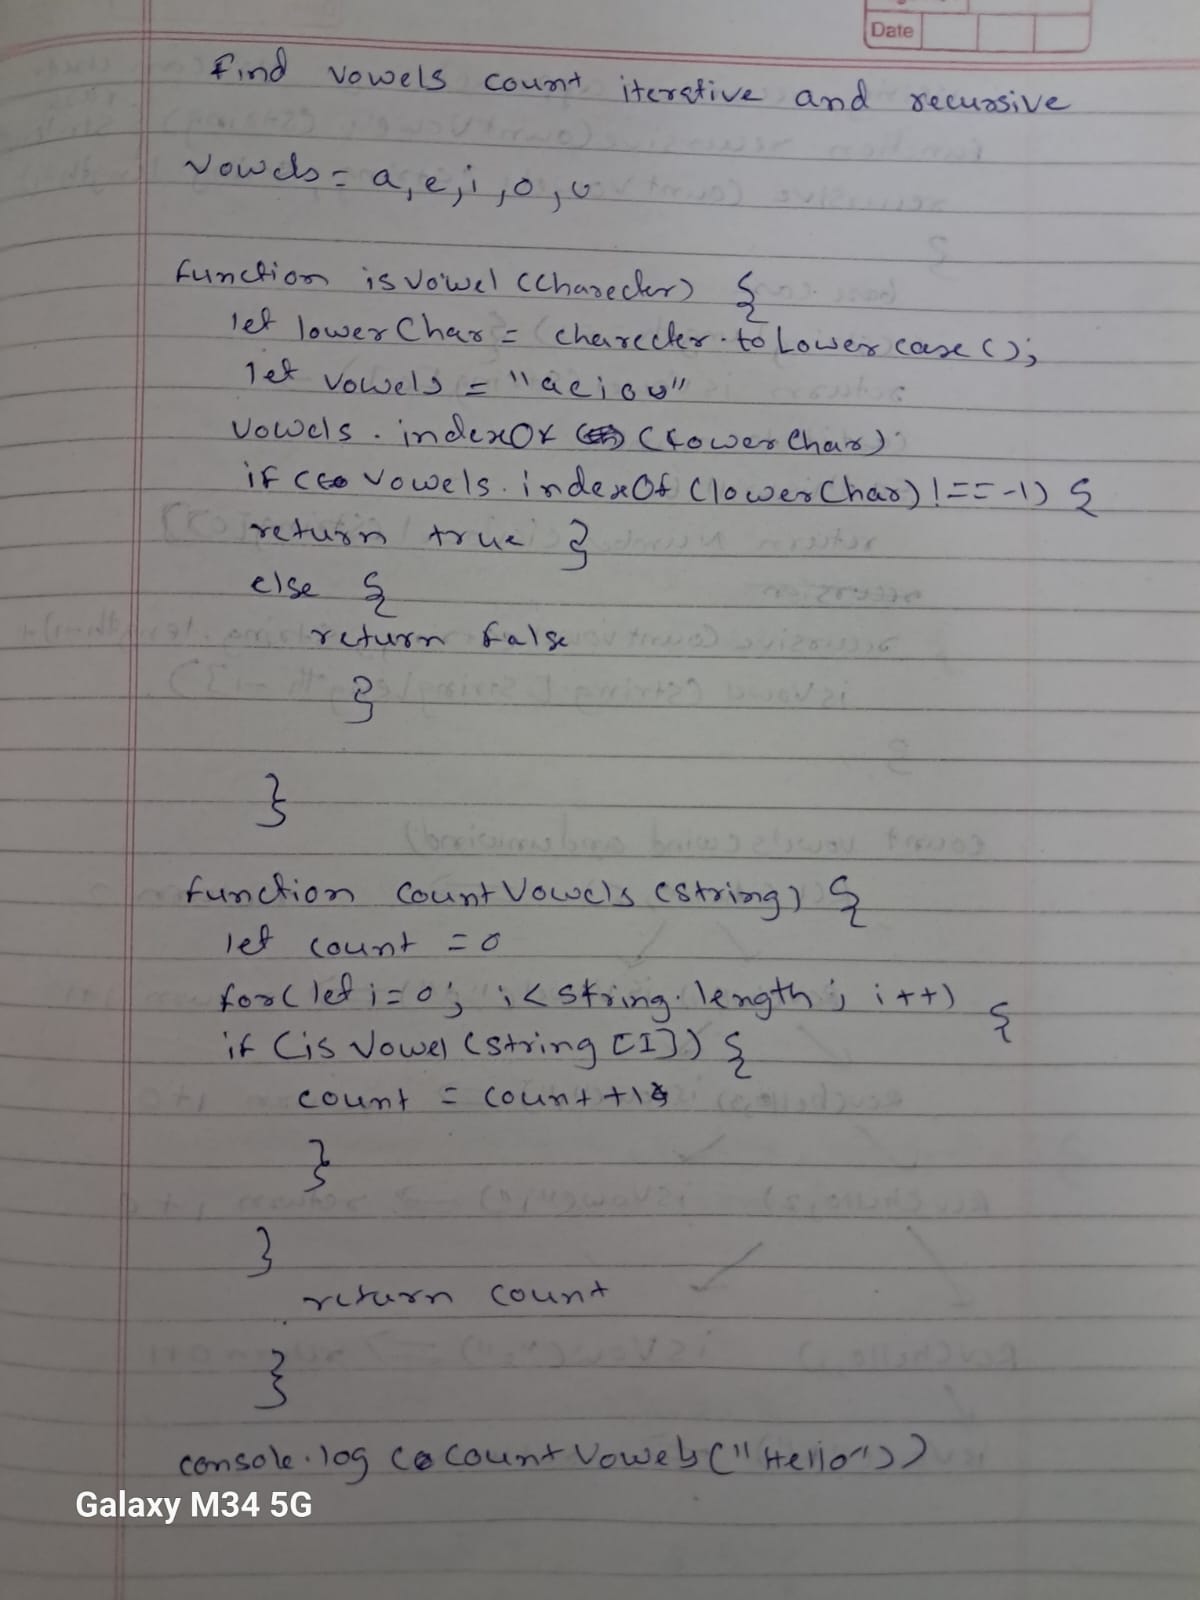 Date
Find vowels count iterative and recursive
Vowels = a, e, i, o, u
function isVowel (Charecter) {
let lowerChar = charecter.toLowercase();
let vowels = "aeiou"
vowels.indexOf (lowerChar)
if ( vowels.indexOf (lowerChar) !== -1) {
return true }
else {
return false
}
}
function CountVowels (string) {
let count = 0
for(let i=0; i<string.length; i++) {
if (isVowel (string [I]) {
count = count+1
}
}
return count
}
console.log ( CountVowels ("Hello"))
Galaxy M34 5G